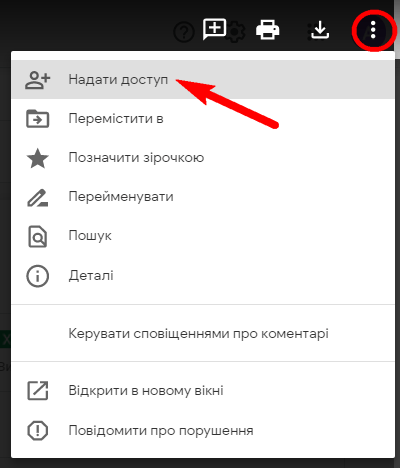 Надати доступ
Перемістити в
Позначити зірочкою
Перейменувати
Пошук
Деталі
Керувати сповіщеннями про коментарі
Відкрити в новому вікні
Повідомити про порушення